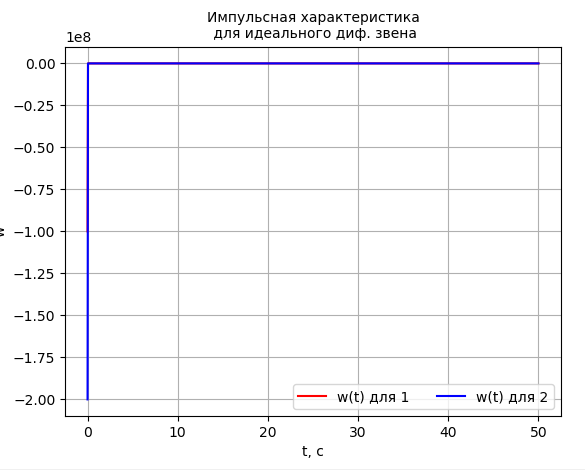 Импульсная характеристика
для идеального диф. звена
1e8
0.00
−0.25
−0.50
−0.75
−1.00
−1.25
−1.50
−1.75
−2.00
w(t) для 1
w(t) для 2
0
10
20
30
40
50
t, c